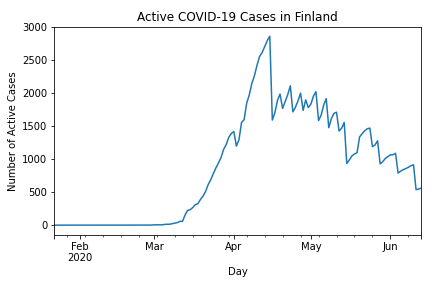 Active COVID-19 Cases in Finland
Number of Active Cases
3000
2500
2000
1500
1000
500
0
Feb
2020
Mar
Apr
May
Jun
Day